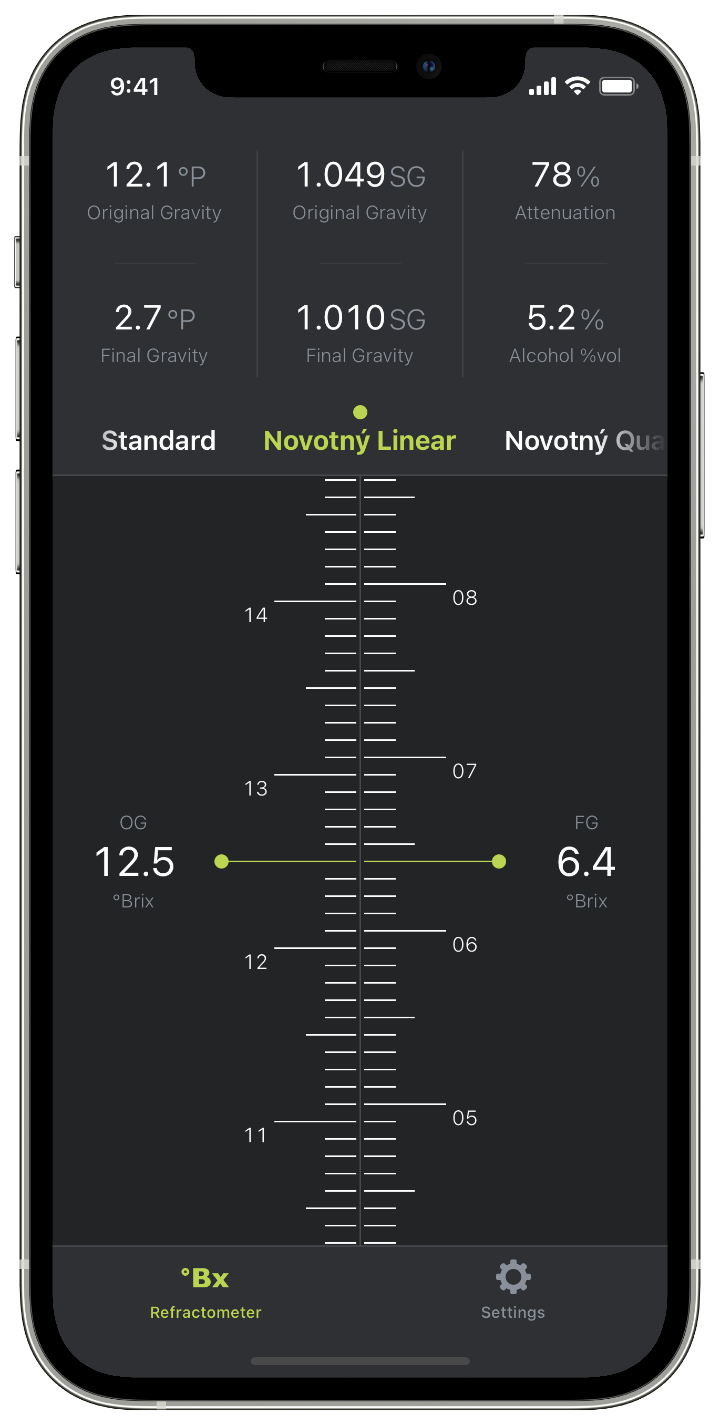 9:41
12.1 °P 1.049 SG 78 %
Original Gravity Original Gravity Attenuation
2.7 °P 1.010 SG 5.2 %
Final Gravity Final Gravity Alcohol %vol
Standard Novotný Linear Novotný Qua
08
14
07
13
OG FG
12.5 6.4
°Brix °Brix
06
12
05
11
°Bx
Refractometer Settings